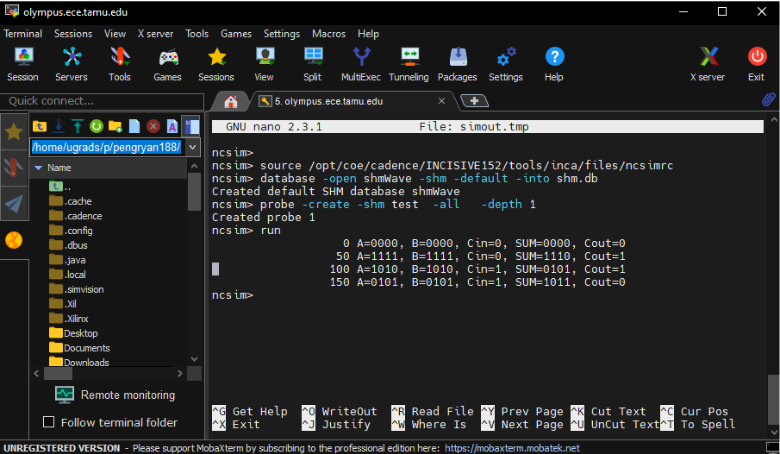 olympus.ece.tamu.edu
Terminal Sessions View X server Tools Games Settings Macros Help
Session Servers Tools Games Sessions View Split MultiExec Tunneling Packages Settings Help X server Exit
Quick connect...
5. olympus.ece.tamu.edu
/home/ugrads/p/pengryan188/
Name
..
.cache
.cadence
.config
.dbus
.java
.local
.simvision
.Xil
.Xilinx
Desktop
Documents
Downloads
Remote monitoring
Follow terminal folder
GNU nano 2.3.1 File: simout.tmp
ncsim>
ncsim> source /opt/coe/cadence/INCISIVE152/tools/inca/files/ncsimrc
ncsim> database -open shmWave -shm -default -into shm.db
Created default SHM database shmWave
ncsim> probe -create -shm test -all -depth 1
Created probe 1
ncsim> run
0 A=0000, B=0000, Cin=0, SUM=0000, Cout=0
50 A=1111, B=1111, Cin=0, SUM=1110, Cout=1
100 A=1010, B=1010, Cin=1, SUM=0101, Cout=1
150 A=0101, B=0101, Cin=1, SUM=1011, Cout=0
ncsim>
^G Get Help ^O WriteOut ^R Read File ^Y Prev Page ^K Cut Text ^C Cur Pos
^X Exit ^J Justify ^W Where Is ^V Next Page ^U UnCut Text ^T To Spell
UNREGISTERED VERSION - Please support MobaXterm by subscribing to the professional edition here: https://mobaxterm.mobatek.net